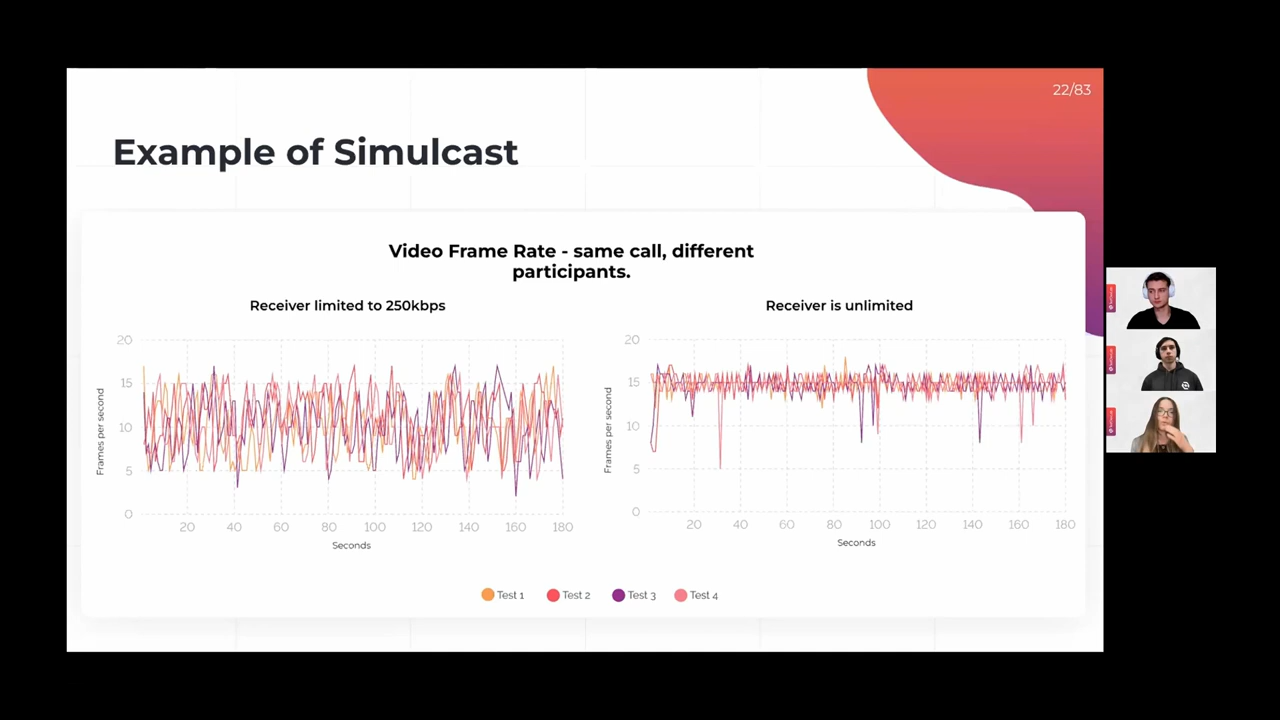 22/83
Example of Simulcast
Video Frame Rate - same call, different
participants.
Receiver limited to 250kbps
Receiver is unlimited
Frames per second
20
15
10
5
0
20 40 60 80 100 120 140 160 180
Seconds
Frames per second
20
15
10
5
0
20 40 60 80 100 120 140 160 180
Seconds
Test 1 Test 2 Test 3 Test 4